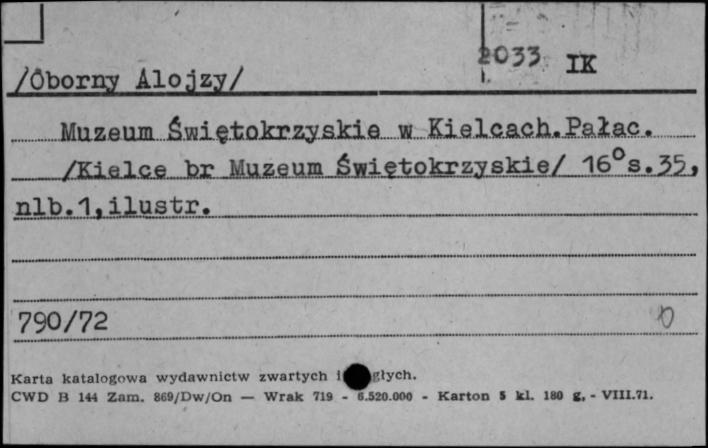 2033 IK
/Oborny Alojzy/
Muzeum Świętokrzyskie w Kielcach.Pałac.
/Kielce br Muzeum Świętokrzyskie/ 16°s.35,
nlb.1,ilustr.
790/72
Karta katalogowa wydawnictw zwartych
CWD B 144 Zam. 869/Dw/On — Wrak 719 - 6.520.000 - Karton 5 kl. 180 g. - VIII.71.